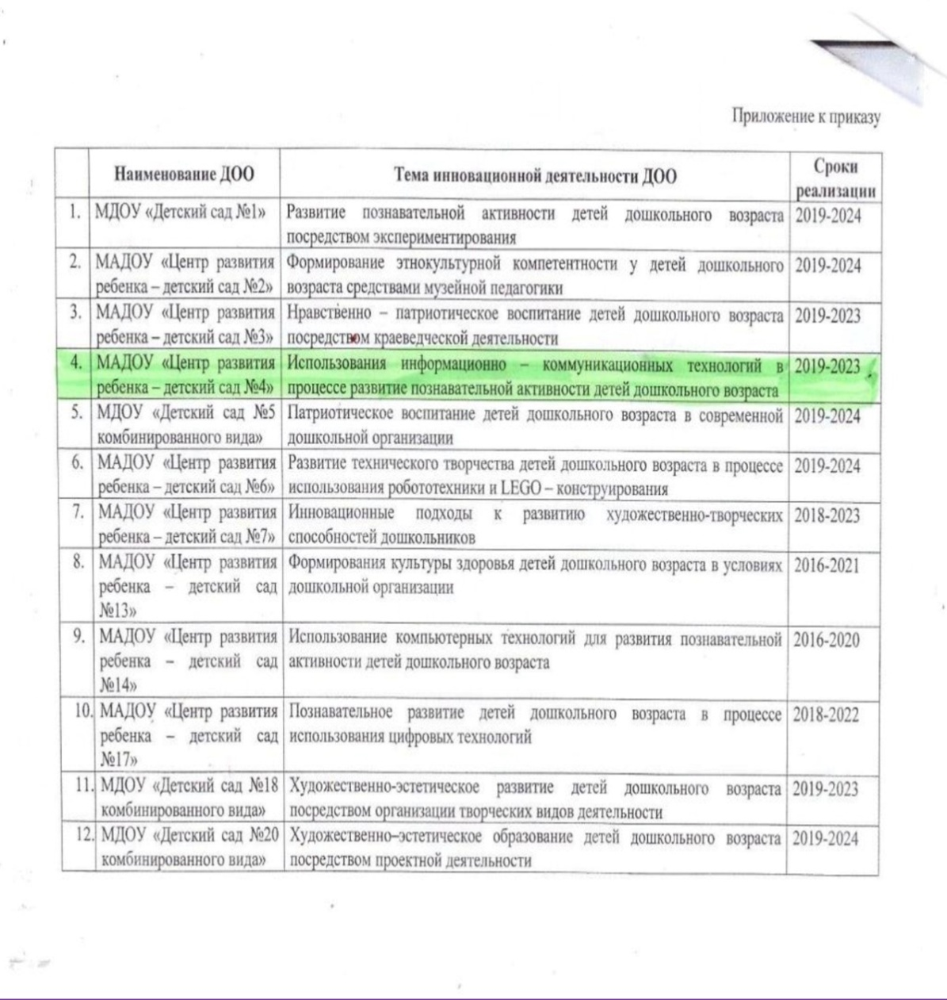 Приложение к приказу
Наименование ДОО
Тема инновационной деятельности ДОО
Сроки
реализации
1. МДОУ «Детский сад №1»
Развитие познавательной активности детей дошкольного возраста
посредством экспериментирования
2019-2024
2. МАДОУ «Центр развития
ребенка – детский сад №2»
Формирование этнокультурной компетентности у детей дошкольного
возраста средствами музейной педагогики
2019-2024
3. МАДОУ «Центр развития
ребенка – детский сад №3»
Нравственно – патриотическое воспитание детей дошкольного возраста
посредством краеведческой деятельности
2019-2023
4. МАДОУ «Центр развития
ребенка – детский сад №4»
Использования информационно – коммуникационных технологий в
процессе развитие познавательной активности детей дошкольного возраста
2019-2023
5. МДОУ «Детский сад №5
комбинированного вида»
Патриотическое воспитание детей дошкольного возраста в современной
дошкольной организации
2019-2024
6. МАДОУ «Центр развития
ребенка – детский сад №6»
Развитие технического творчества детей дошкольного возраста в процессе
использования робототехники и LEGO – конструирования
2019-2024
7. МАДОУ «Центр развития
ребенка – детский сад №7»
Инновационные подходы к развитию художественно-творческих
способностей дошкольников
2018-2023
8. МАДОУ «Центр развития
ребенка – детский сад
№13»
Формирования культуры здоровья детей дошкольного возраста в условиях
дошкольной организации
2016-2021
9. МАДОУ «Центр развития
ребенка – детский сад
№14»
Использование компьютерных технологий для развития познавательной
активности детей дошкольного возраста
2016-2020
10. МАДОУ «Центр развития
ребенка – детский сад
№17»
Познавательное развитие детей дошкольного возраста в процессе
использования цифровых технологий
2018-2022
11. МДОУ «Детский сад №18
комбинированного вида»
Художественно-эстетическое развитие детей дошкольного возраста
посредством организации творческих видов деятельности
2019-2023
12. МДОУ «Детский сад №20
комбинированного вида»
Художественно–эстетическое образование детей дошкольного возраста
посредством проектной деятельности
2019-2024